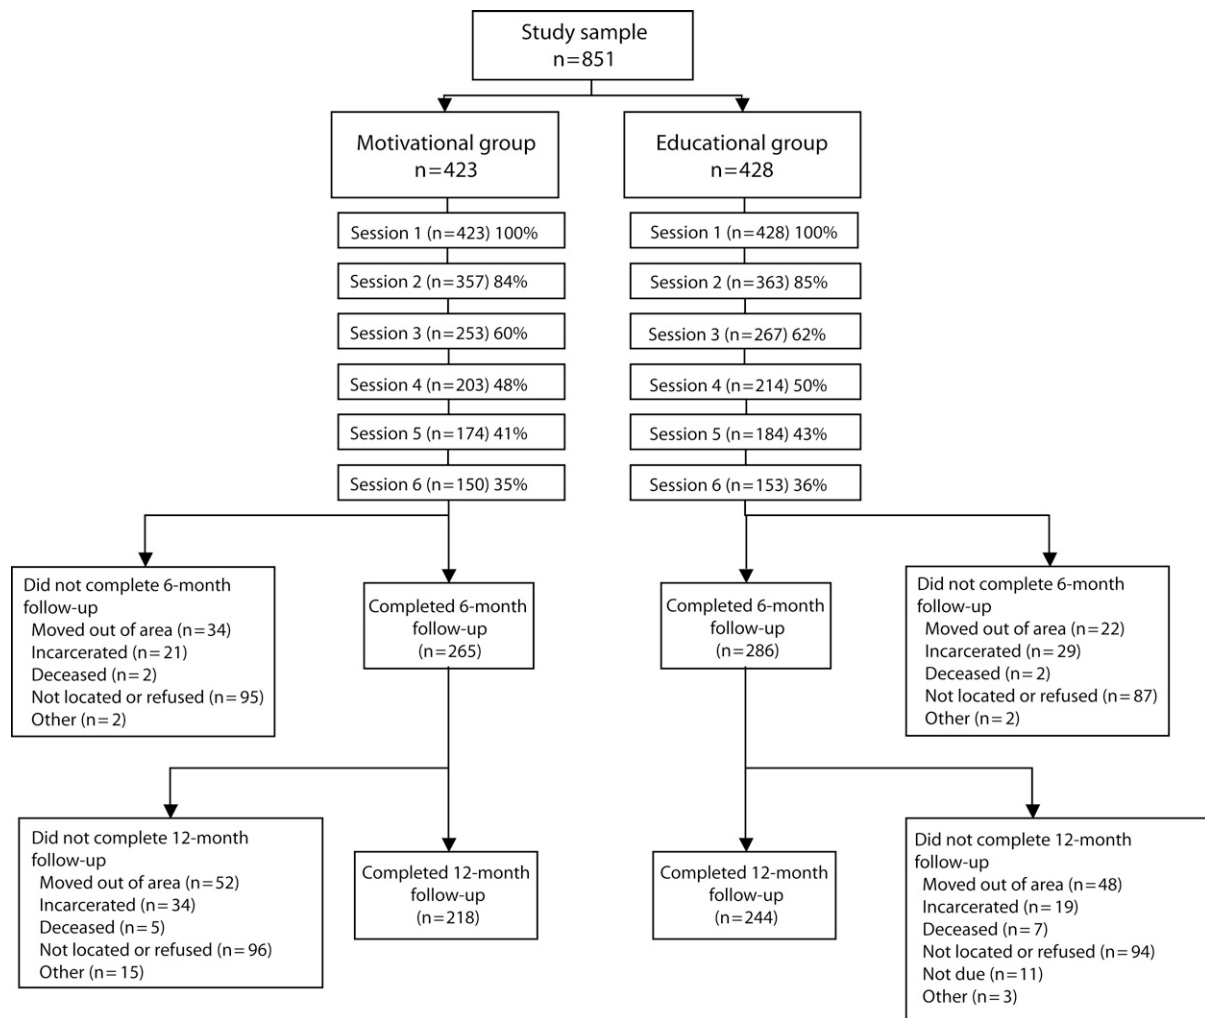 Study sample
n=851
Motivational group
n=423
Educational group
n=428
Session 1 (n=423) 100%
Session 2 (n=357) 84%
Session 3 (n=253) 60%
Session 4 (n=203) 48%
Session 5 (n=174) 41%
Session 6 (n=150) 35%
Session 1 (n=428) 100%
Session 2 (n=363) 85%
Session 3 (n=267) 62%
Session 4 (n=214) 50%
Session 5 (n=184) 43%
Session 6 (n=153) 36%
Did not complete 6-month
follow-up
Moved out of area (n=34)
Incarcerated (n=21)
Deceased (n=2)
Not located or refused (n=95)
Other (n=2)
Completed 6-month
follow-up
(n=265)
Completed 6-month
follow-up
(n=286)
Did not complete 6-month
follow-up
Moved out of area (n=22)
Incarcerated (n=29)
Deceased (n=2)
Not located or refused (n=87)
Other (n=2)
Did not complete 12-month
follow-up
Moved out of area (n=52)
Incarcerated (n=34)
Deceased (n=5)
Not located or refused (n=96)
Other (n=15)
Completed 12-month
follow-up
(n=218)
Completed 12-month
follow-up
(n=244)
Did not complete 12-month
follow-up
Moved out of area (n=48)
Incarcerated (n=19)
Deceased (n=7)
Not located or refused (n=94)
Not due (n=11)
Other (n=3)